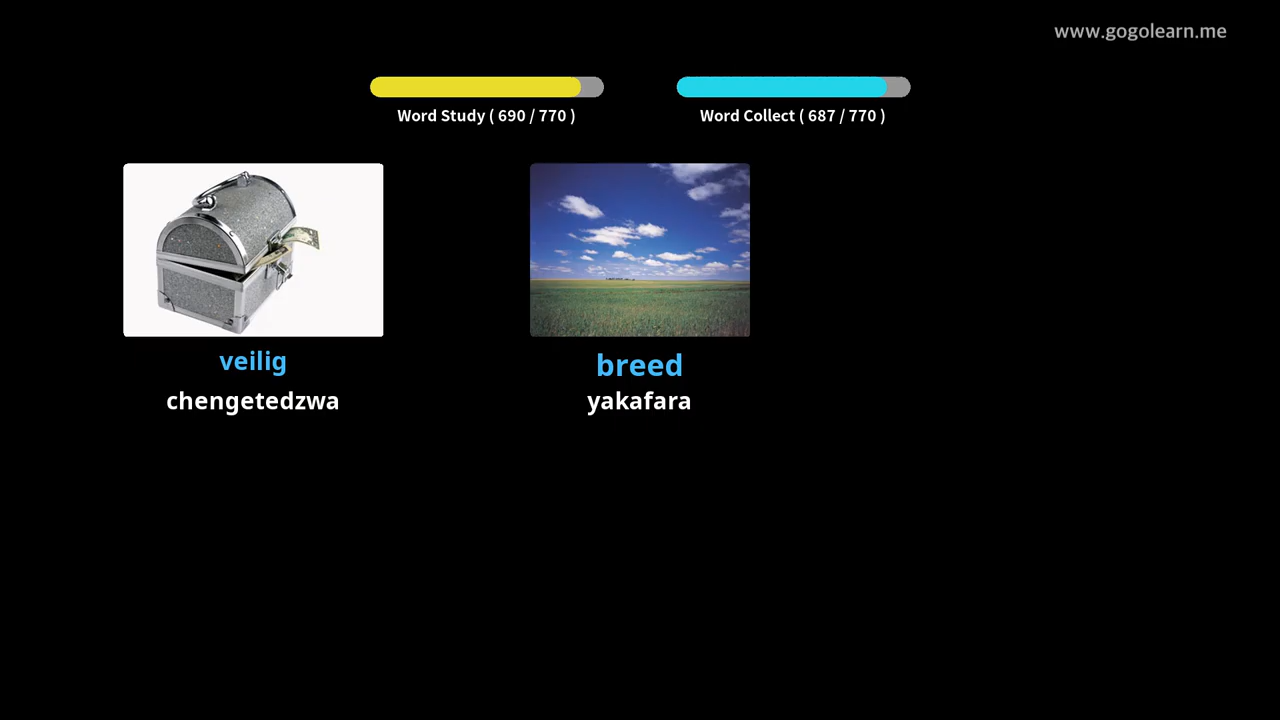 www.gogolearn.me
Word Study ( 690 / 770 )
Word Collect ( 687 / 770 )
veilig
chengetedzwa
breed
yakafara